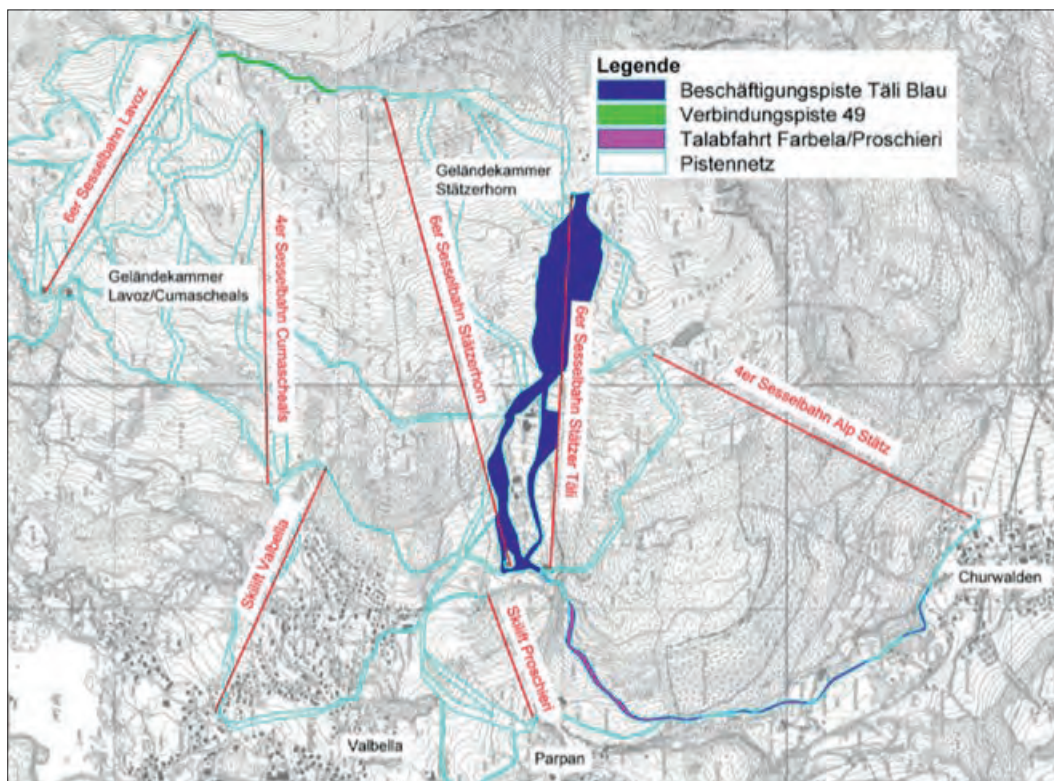 Legende
Beschäftigungspiste Täli Blau
Verbindungspiste 49
Talabfahrt Farbela/Proschieri
Pistennetz
6er Sesselbahn Lavoz
Geländekammer
Stätzerhorn
4er Sesselbahn Cumascheals
6er Sesselbahn Stätzerhorn
Geländekammer
Lavoz/Cumascheals
6er Sesselbahn Stätzer Täli
4er Sesselbahn Alp Stätz
Skilift Valbella
Skilift Proschieri
Churwalden
Valbella
Parpan